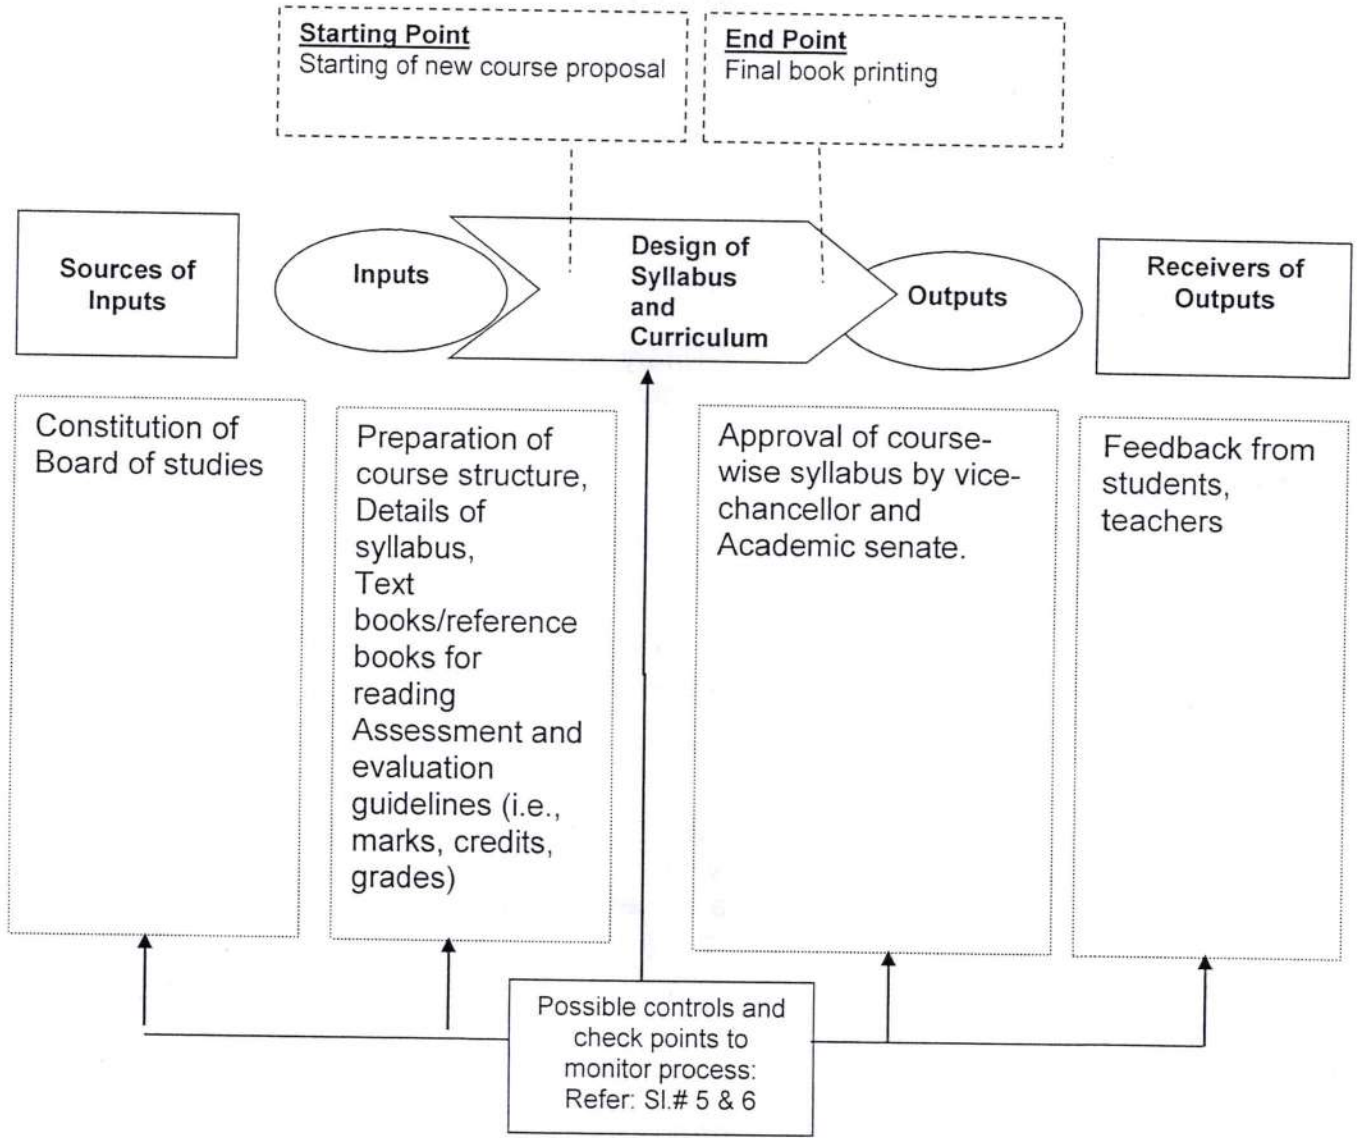 Starting Point
Starting of new course proposal
End Point
Final book printing
Sources of
Inputs
Inputs
Design of
Syllabus
and
Curriculum
Outputs
Receivers of
Outputs
Constitution of
Board of studies
Preparation of
course structure,
Details of
syllabus,
Text
books/reference
books for
reading
Assessment and
evaluation
guidelines (i.e.,
marks, credits,
grades)
Approval of course-
wise syllabus by vice-
chancellor and
Academic senate.
Feedback from
students,
teachers
Possible controls and
check points to
monitor process:
Refer: Sl.# 5 & 6